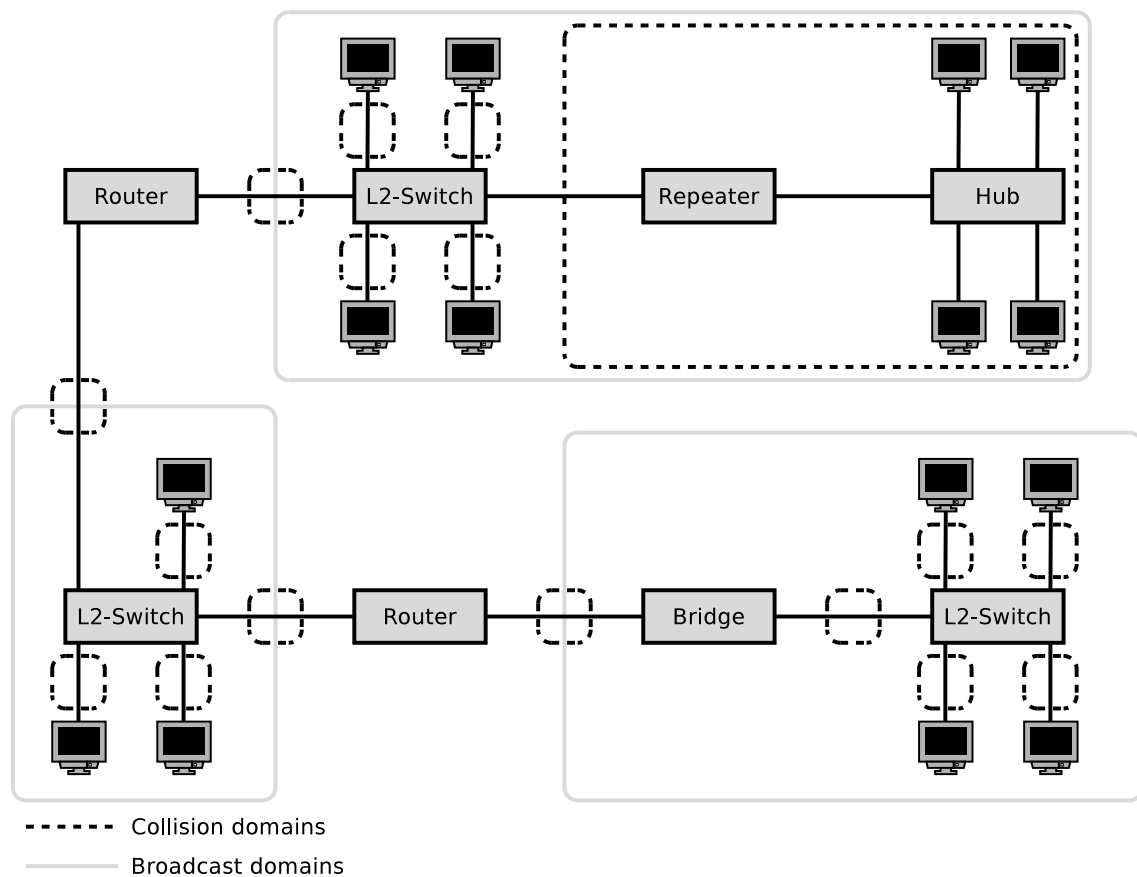 Router
L2-Switch
Repeater
Hub
L2-Switch
Router
Bridge
L2-Switch
Collision domains
Broadcast domains